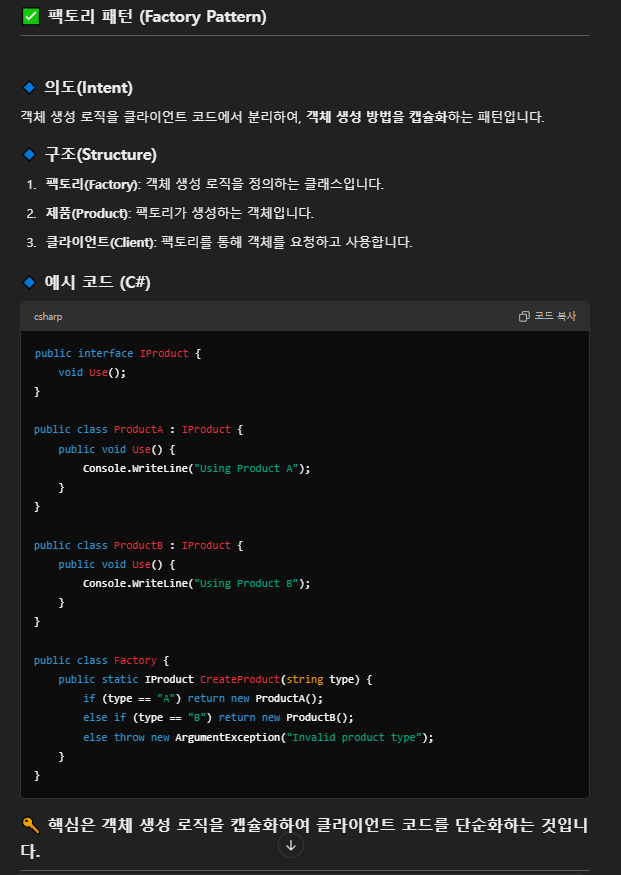 ✅ 팩토리 패턴 (Factory Pattern)
🔹 의도(Intent)
객체 생성 로직을 클라이언트 코드에서 분리하여, 객체 생성 방법을 캡슐화하는 패턴입니다.
🔹 구조(Structure)
1. 팩토리(Factory): 객체 생성 로직을 정의하는 클래스입니다.
2. 제품(Product): 팩토리가 생성하는 객체입니다.
3. 클라이언트(Client): 팩토리를 통해 객체를 요청하고 사용합니다.
🔹 예시 코드 (C#)
csharp 코드 복사
public interface IProduct {
    void Use();
}
public class ProductA : IProduct {
    public void Use() {
        Console.WriteLine("Using Product A");
    }
}
public class ProductB : IProduct {
    public void Use() {
        Console.WriteLine("Using Product B");
    }
}
public class Factory {
    public static IProduct CreateProduct(string type) {
        if (type == "A") return new ProductA();
        else if (type == "B") return new ProductB();
        else throw new ArgumentException("Invalid product type");
    }
}
🔑 핵심은 객체 생성 로직을 캡슐화하여 클라이언트 코드를 단순화하는 것입니
다.